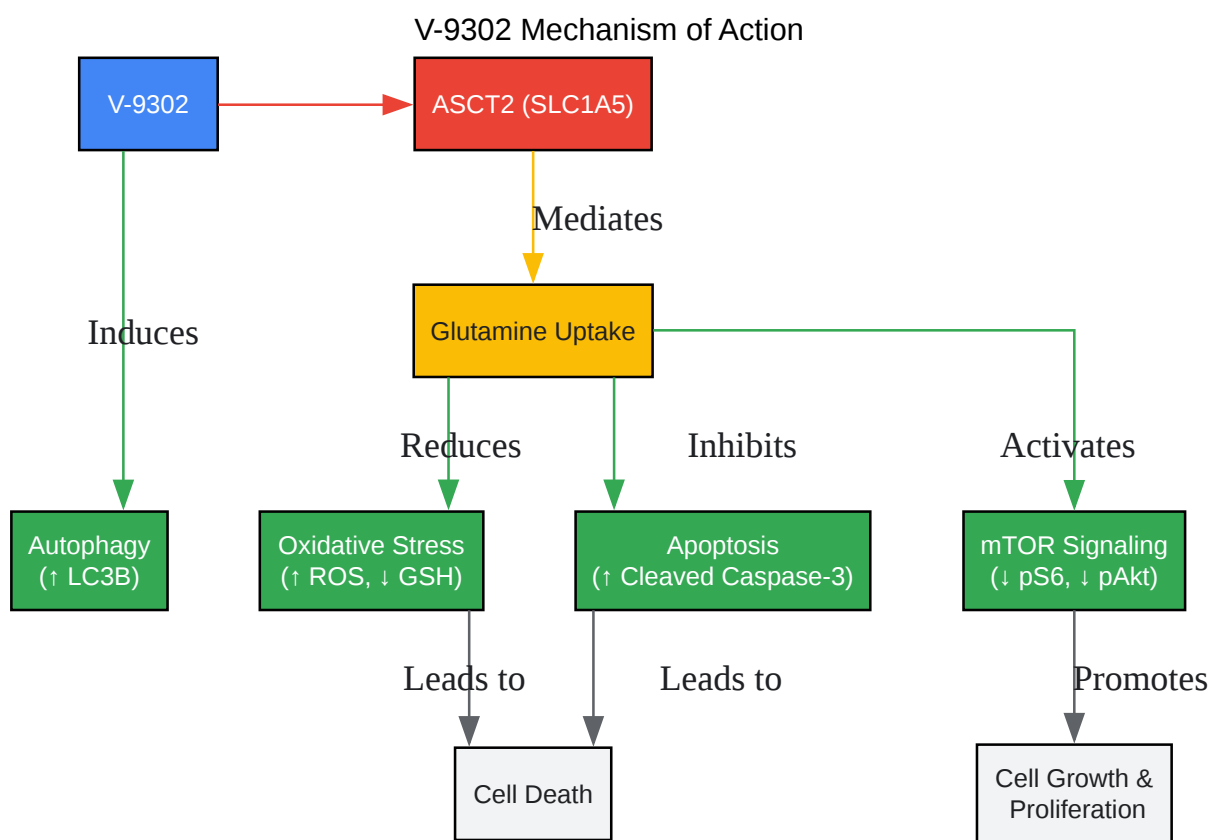 V-9302 Mechanism of Action
V-9302
ASCT2 (SLC1A5)
Mediates
Glutamine Uptake
Induces
Reduces
Inhibits
Activates
Autophagy
(↑ LC3B)
Oxidative Stress
(↑ ROS, ↓ GSH)
Apoptosis
(↑ Cleaved Caspase-3)
mTOR Signaling
(↓ pS6, ↓ pAkt)
Leads to
Leads to
Promotes
Cell Death
Cell Growth &
Proliferation